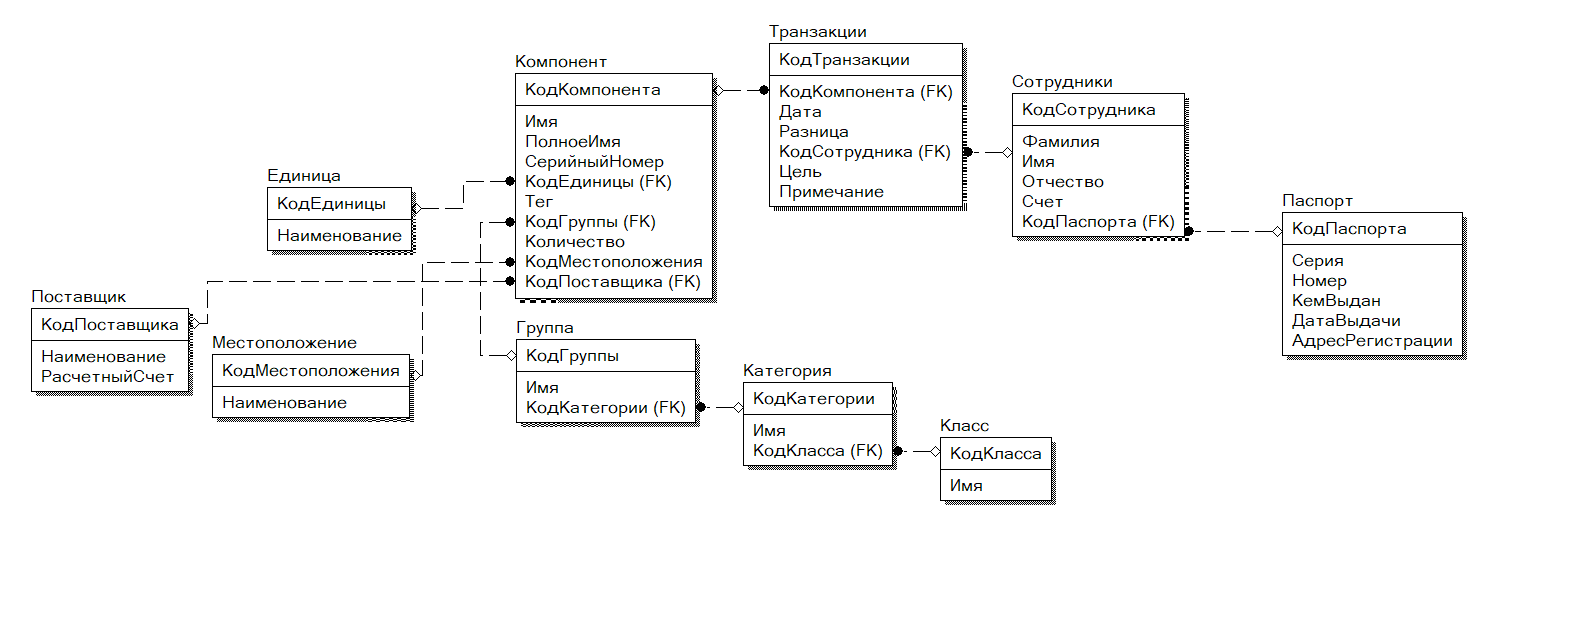 Транзакции
КодТранзакции
КодКомпонента (FK)
Дата
Разница
КодСотрудника (FK)
Цель
Примечание
Компонент
КодКомпонента
Имя
ПолноеИмя
СерийныйНомер
КодЕдиницы (FK)
Тег
КодГруппы (FK)
Количество
КодМестоположения
КодПоставщика (FK)
Сотрудники
КодСотрудника
Фамилия
Имя
Отчество
Счет
КодПаспорта (FK)
Единица
КодЕдиницы
Наименование
Паспорт
КодПаспорта
Серия
Номер
КемВыдан
ДатаВыдачи
АдресРегистрации
Поставщик
КодПоставщика
Наименование
РасчетныйСчет
Местоположение
КодМестоположения
Наименование
Группа
КодГруппы
Имя
КодКатегории (FK)
Категория
КодКатегории
Имя
КодКласса (FK)
Класс
КодКласса
Имя